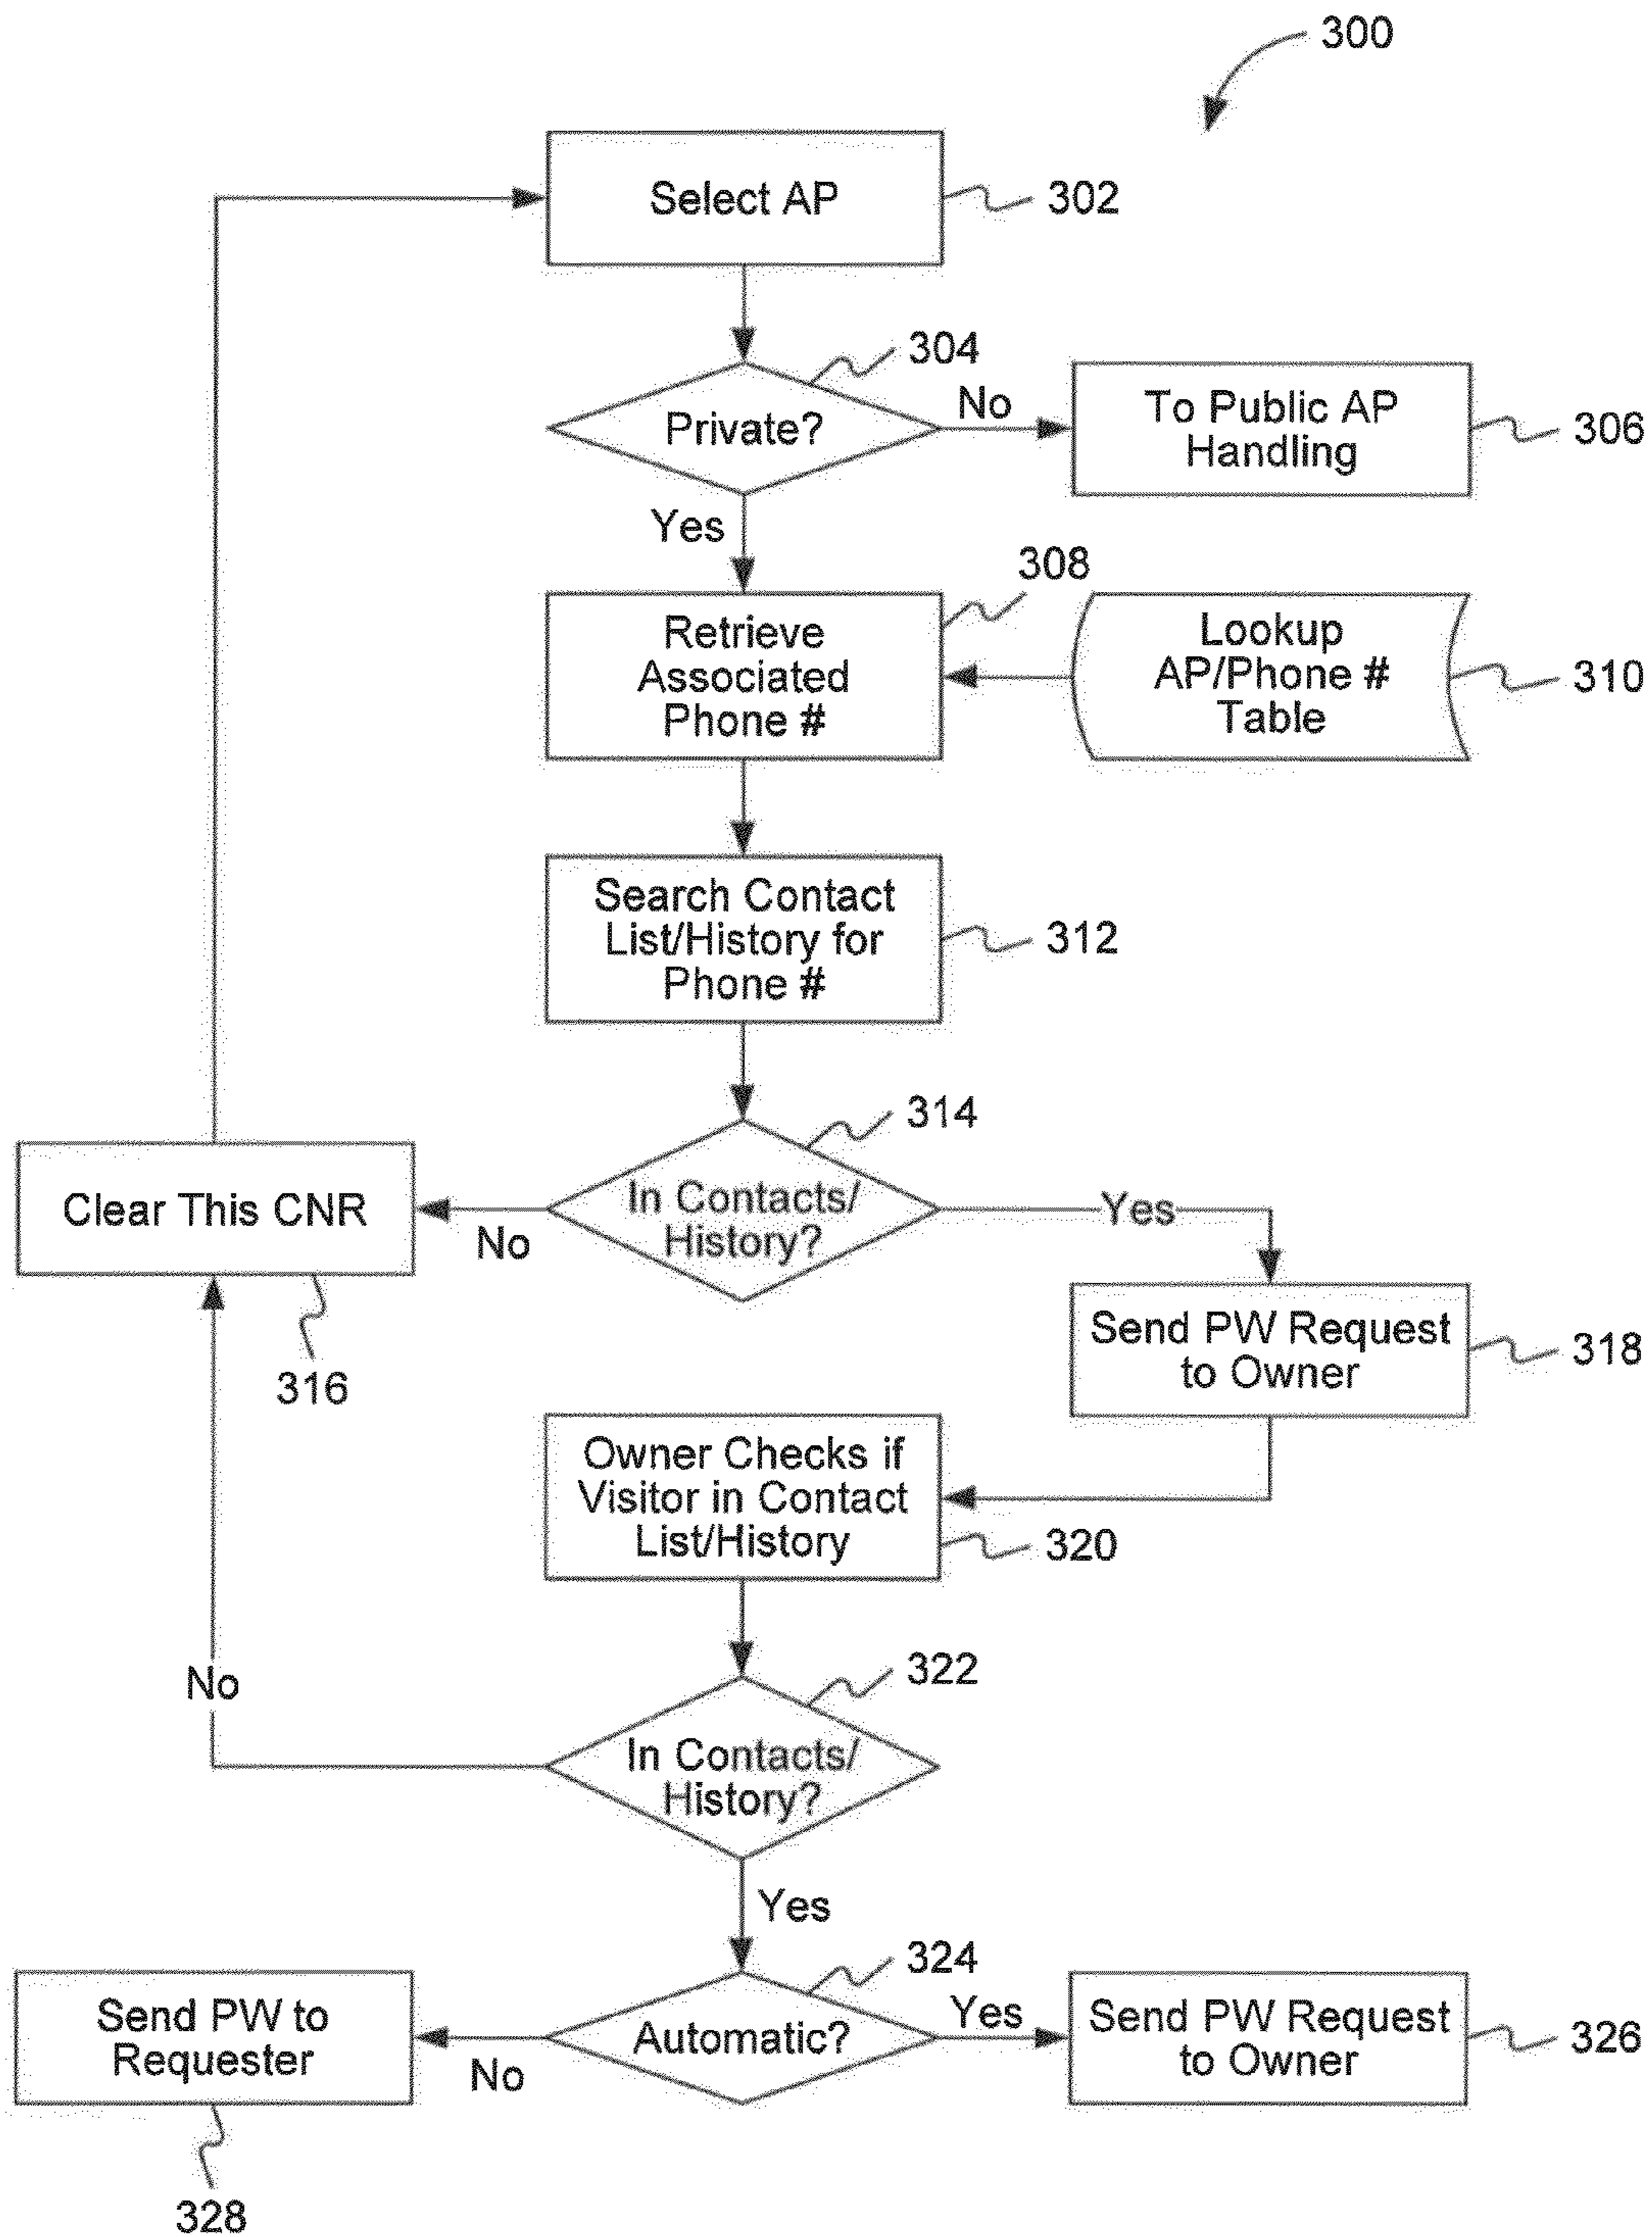 300
Select AP
302
304
Private?
No
To Public AP
Handling
306
Yes
308
Retrieve
Associated
Phone #
Lookup
AP/Phone #
Table
310
Search Contact
List/History for
Phone #
312
314
In Contacts/
History?
No
Clear This CNR
316
Yes
Send PW Request
to Owner
318
Owner Checks if
Visitor in Contact
List/History
320
322
In Contacts/
History?
No
Yes
324
Automatic?
Yes
Send PW Request
to Owner
326
No
Send PW to
Requester
328